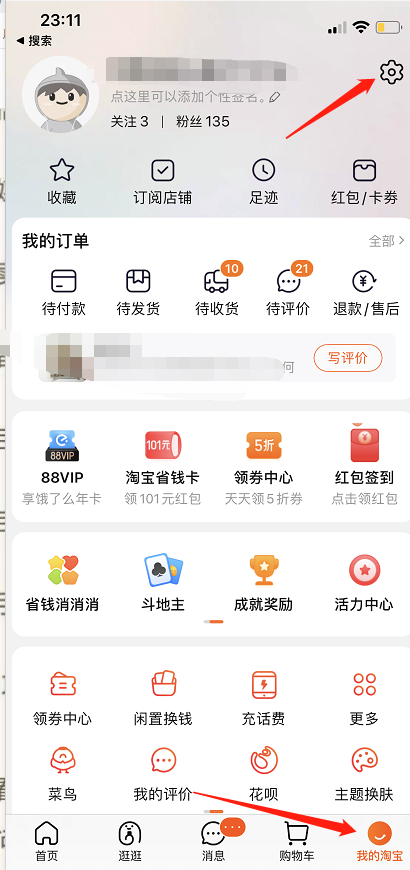 23:11
◀ 搜索
点这里可以添加个性签名。
关注 3 | 粉丝 135
收藏 订阅店铺 足迹 红包/卡券
我的订单 全部 >
10 21
待付款 待发货 待收货 待评价 退款/售后
何 写评价
88VIP 101元 5折
88VIP 淘宝省钱卡 领券中心 红包签到
享饿了么年卡 领101元红包 天天领5折券 点击领红包
省钱消消消 斗地主 成就奖励 活力中心
领券中心 闲置换钱 充话费 更多
菜鸟 我的评价 花呗 主题换肤
首页 逛逛 消息 购物车 我的淘宝